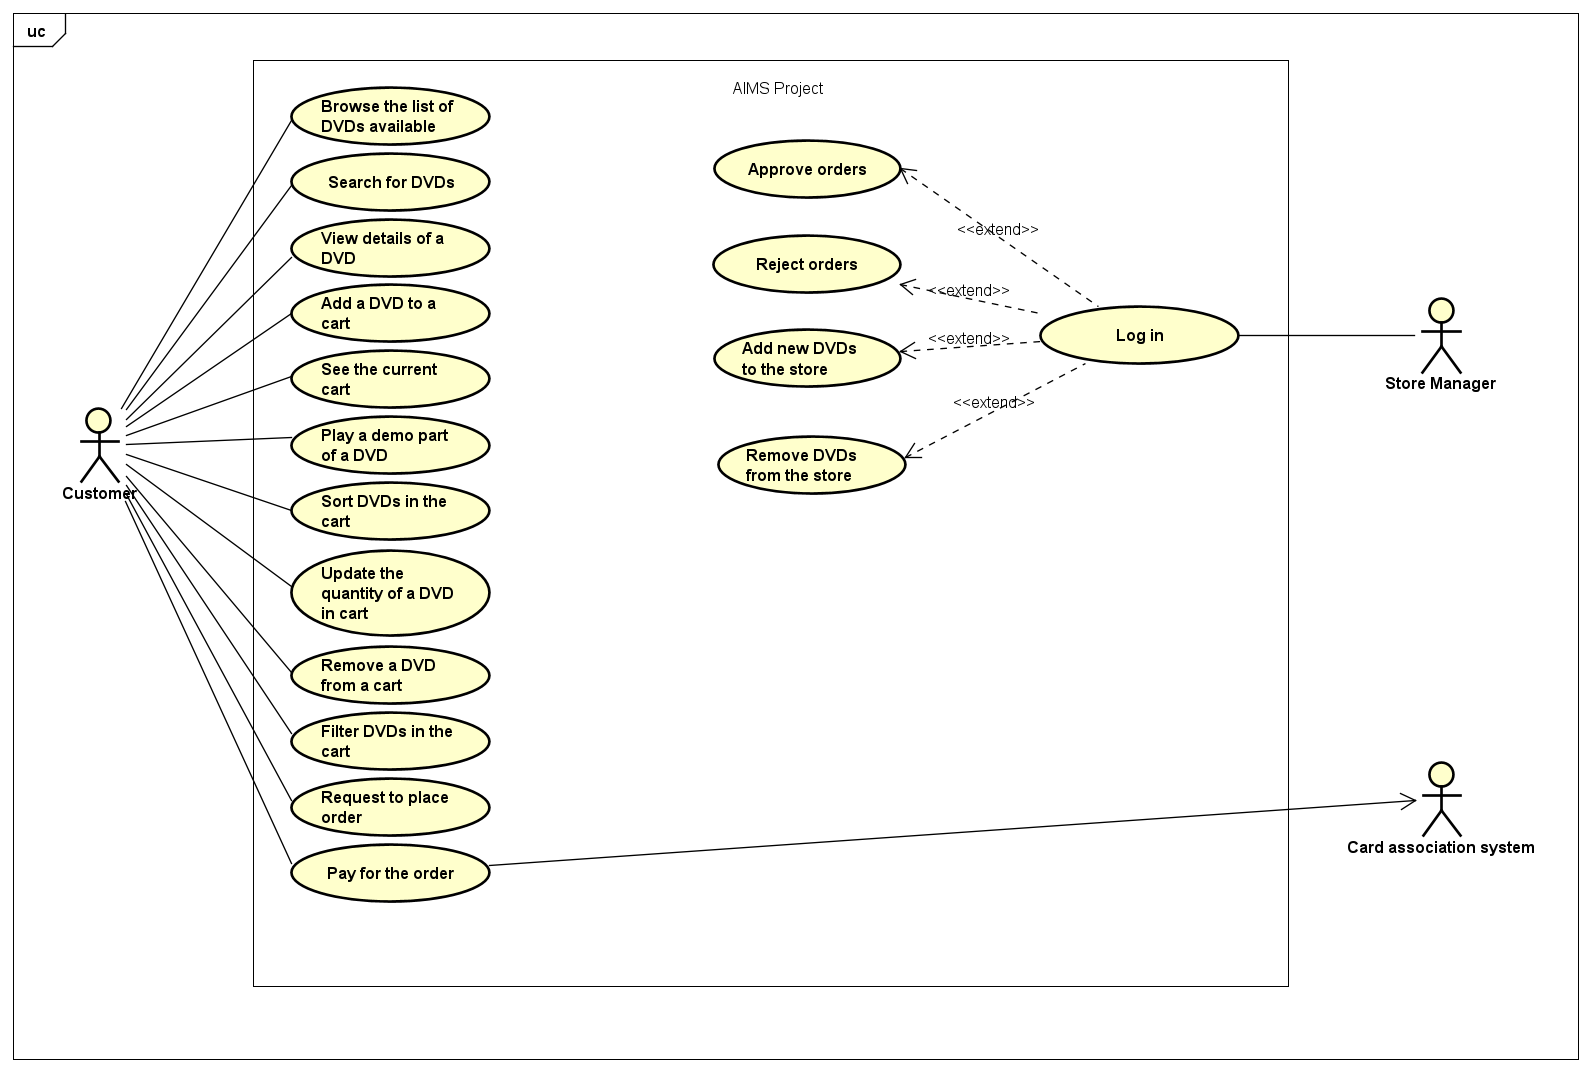 uc
AIMS Project
Browse the list of
DVDs available
Search for DVDs
View details of a
DVD
Add a DVD to a
cart
See the current
cart
Play a demo part
of a DVD
Sort DVDs in the
cart
Update the
quantity of a DVD
in cart
Remove a DVD
from a cart
Filter DVDs in the
cart
Request to place
order
Pay for the order
Customer
Approve orders
Reject orders
Add new DVDs
to the store
Remove DVDs
from the store
<<extend>>
<<extend>>
<<extend>>
<<extend>>
Log in
Store Manager
Card association system